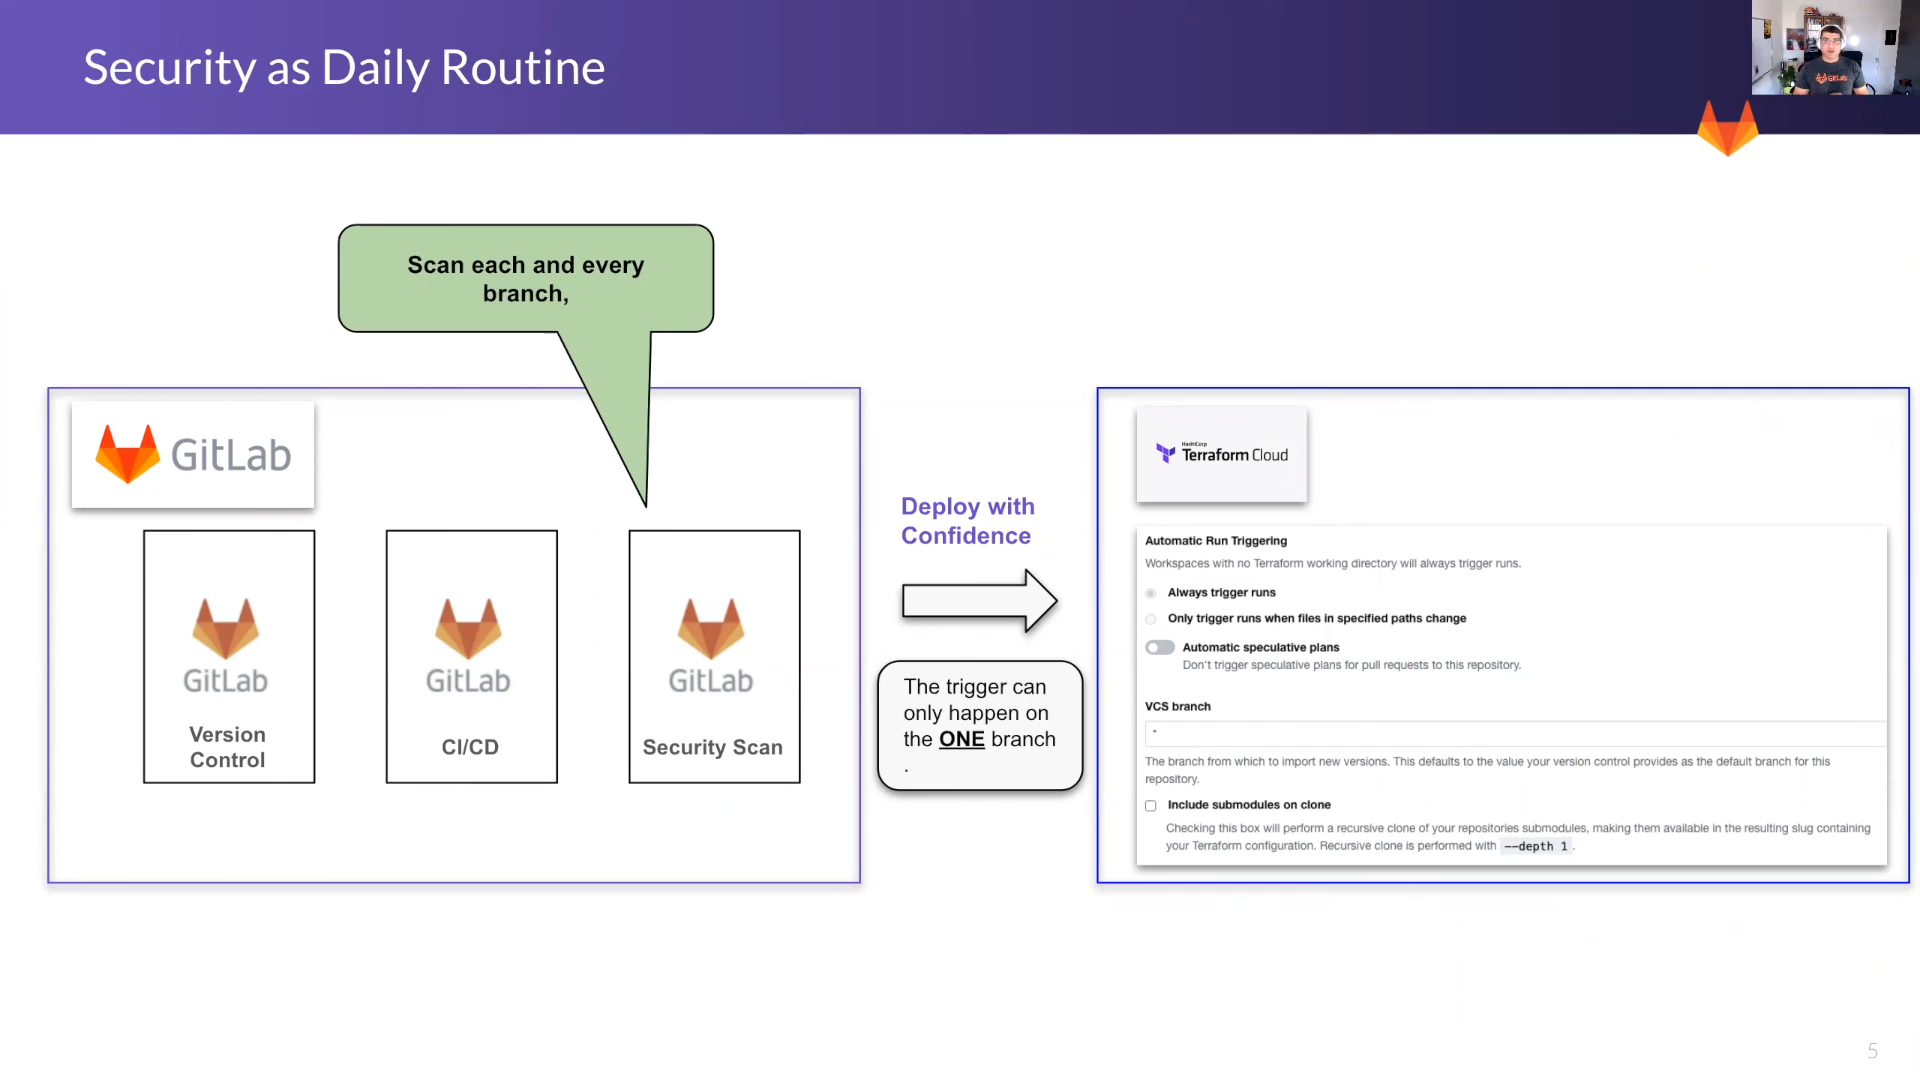 Security as Daily Routine
GitLab
Scan each and every
branch,
GitLab
GitLab
Version
Control
GitLab
CI/CD
GitLab
Security Scan
Deploy with
Confidence
The trigger can
only happen on
the ONE branch
.
HashiCorp
Terraform Cloud
Automatic Run Triggering
Workspaces with no Terraform working directory will always trigger runs.
Always trigger runs
Only trigger runs when files in specified paths change
Automatic speculative plans
Don't trigger speculative plans for pull requests to this repository.
VCS branch
*
The branch from which to import new versions. This defaults to the value your version control provides as the default branch for this
repository.
Include submodules on clone
Checking this box will perform a recursive clone of your repositories submodules, making them available in the resulting slug containing
your Terraform configuration. Recursive clone is performed with --depth 1 .
5